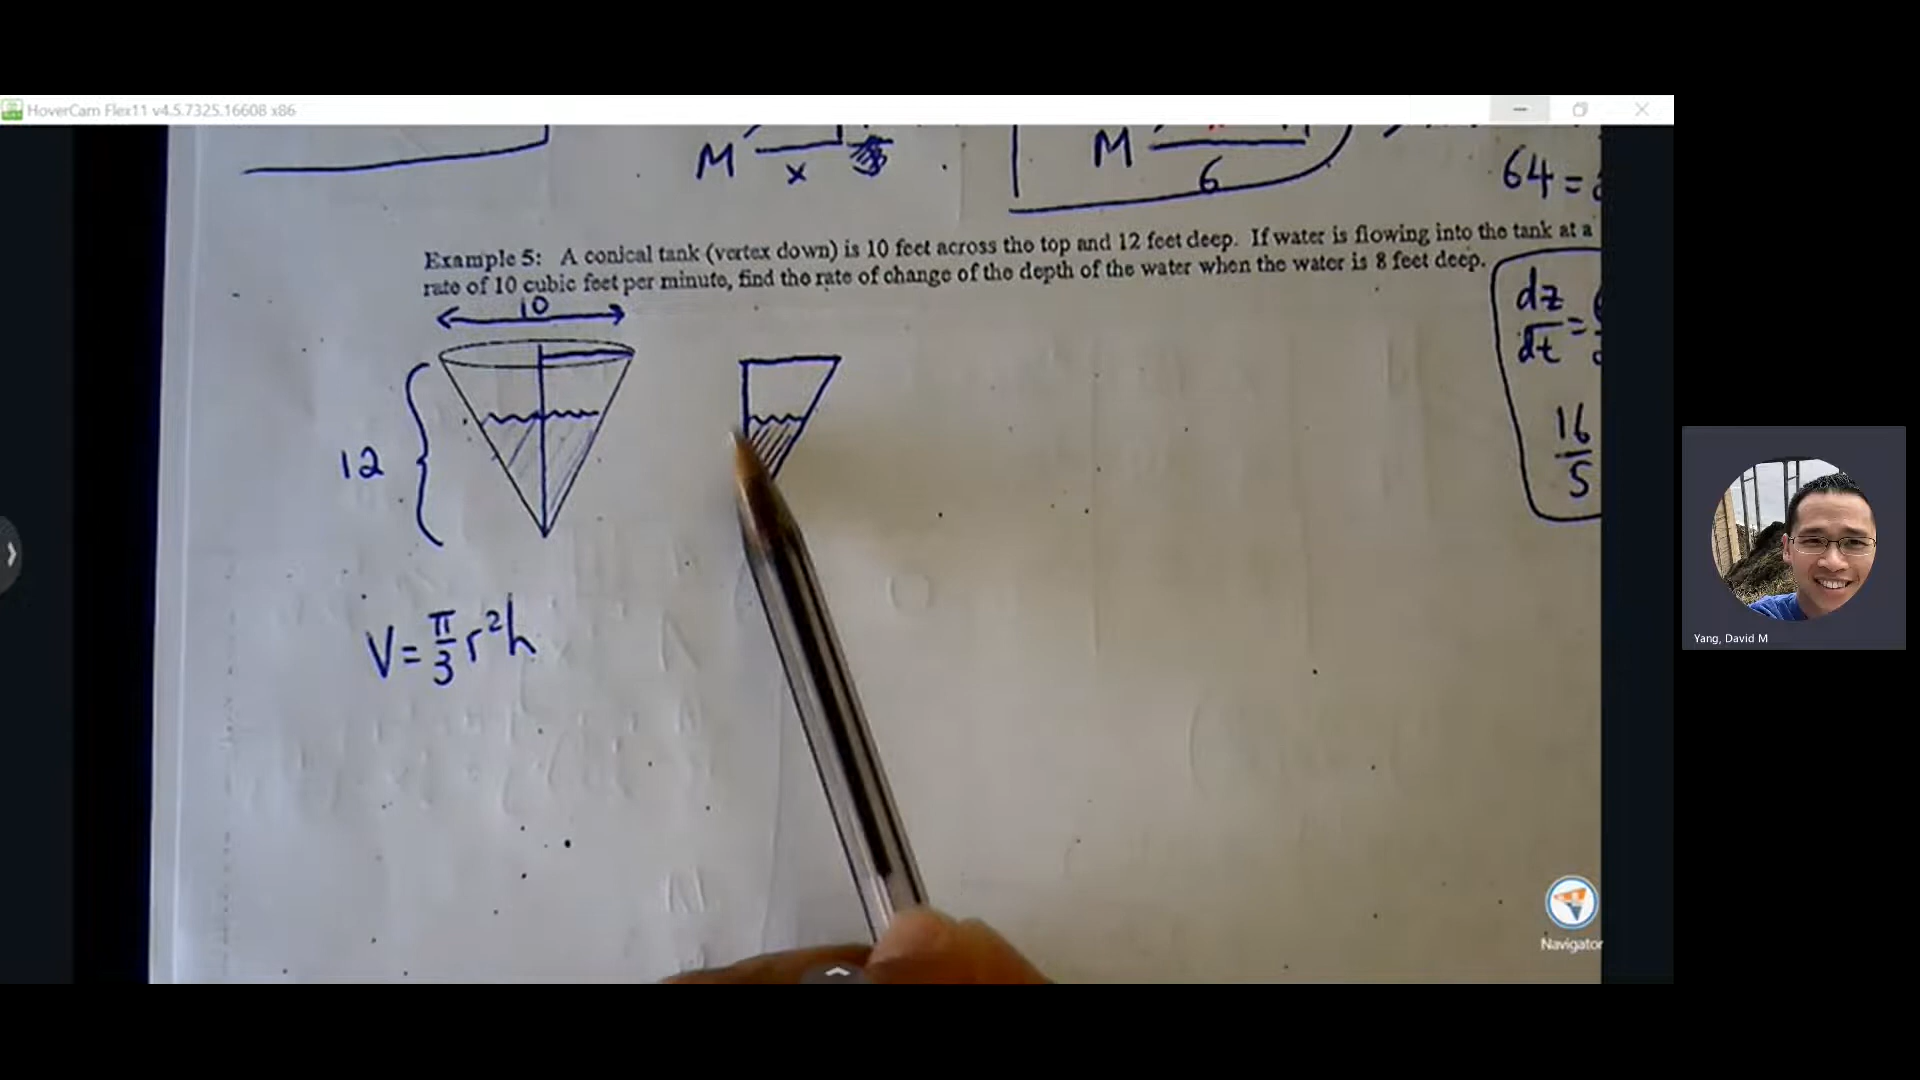 HoverCam Flex11 v4.5.7325.16608 x86
M x
M 6
64 =
Example 5: A conical tank (vertex down) is 10 feet across the top and 12 feet deep. If water is flowing into the tank at a
rate of 10 cubic feet per minute, find the rate of change of the depth of the water when the water is 8 feet deep.
10
12
dz/dt =
16/5
V = π/3 r²h
Yang, David M
Navigator